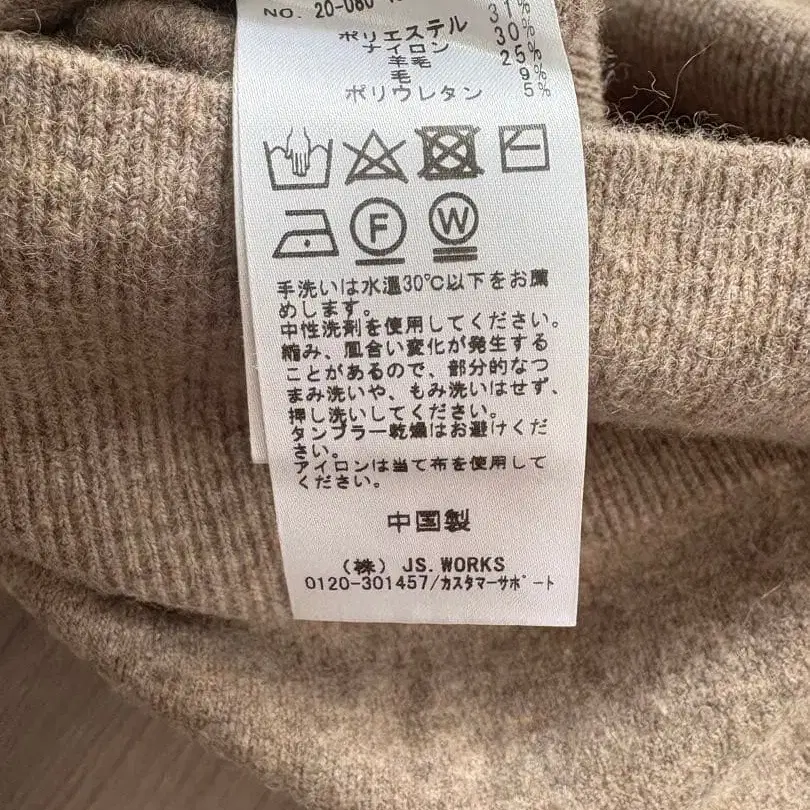 NO. 20-080
31%
ポリエステル 30%
ナイロン 25%
羊毛 9%
毛 5%
ポリウレタン
F
W
手洗いは水温30℃以下をお薦
めします。
中性洗剤を使用してください。
縮み、風合い変化が発生する
ことがあるので、部分的なつ
まみ洗いや、もみ洗いはせず、
押し洗いしてください。
タンブラー乾燥はお避けくだ
さい。
アイロンは当て布を使用して
ください。
中国製
(株) JS.WORKS
0120-301457/カスタマーサポート